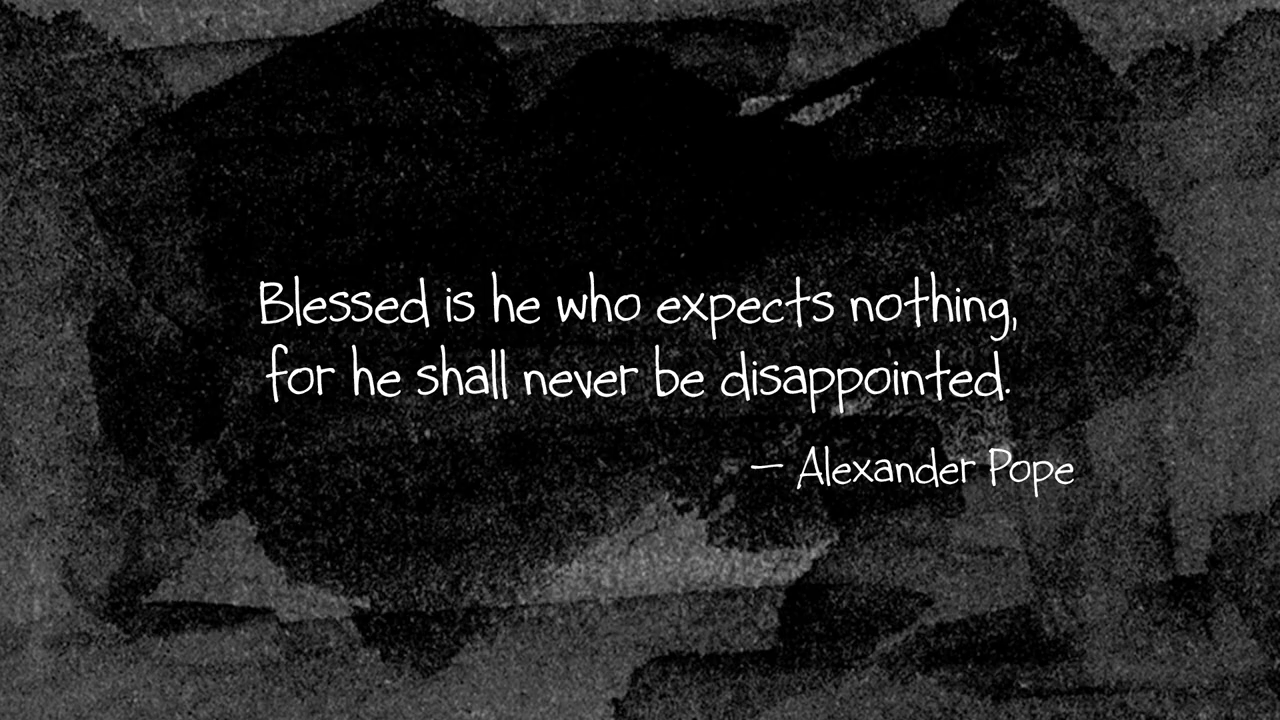 Blessed is he who expects nothing,
for he shall never be disappointed.
— Alexander Pope